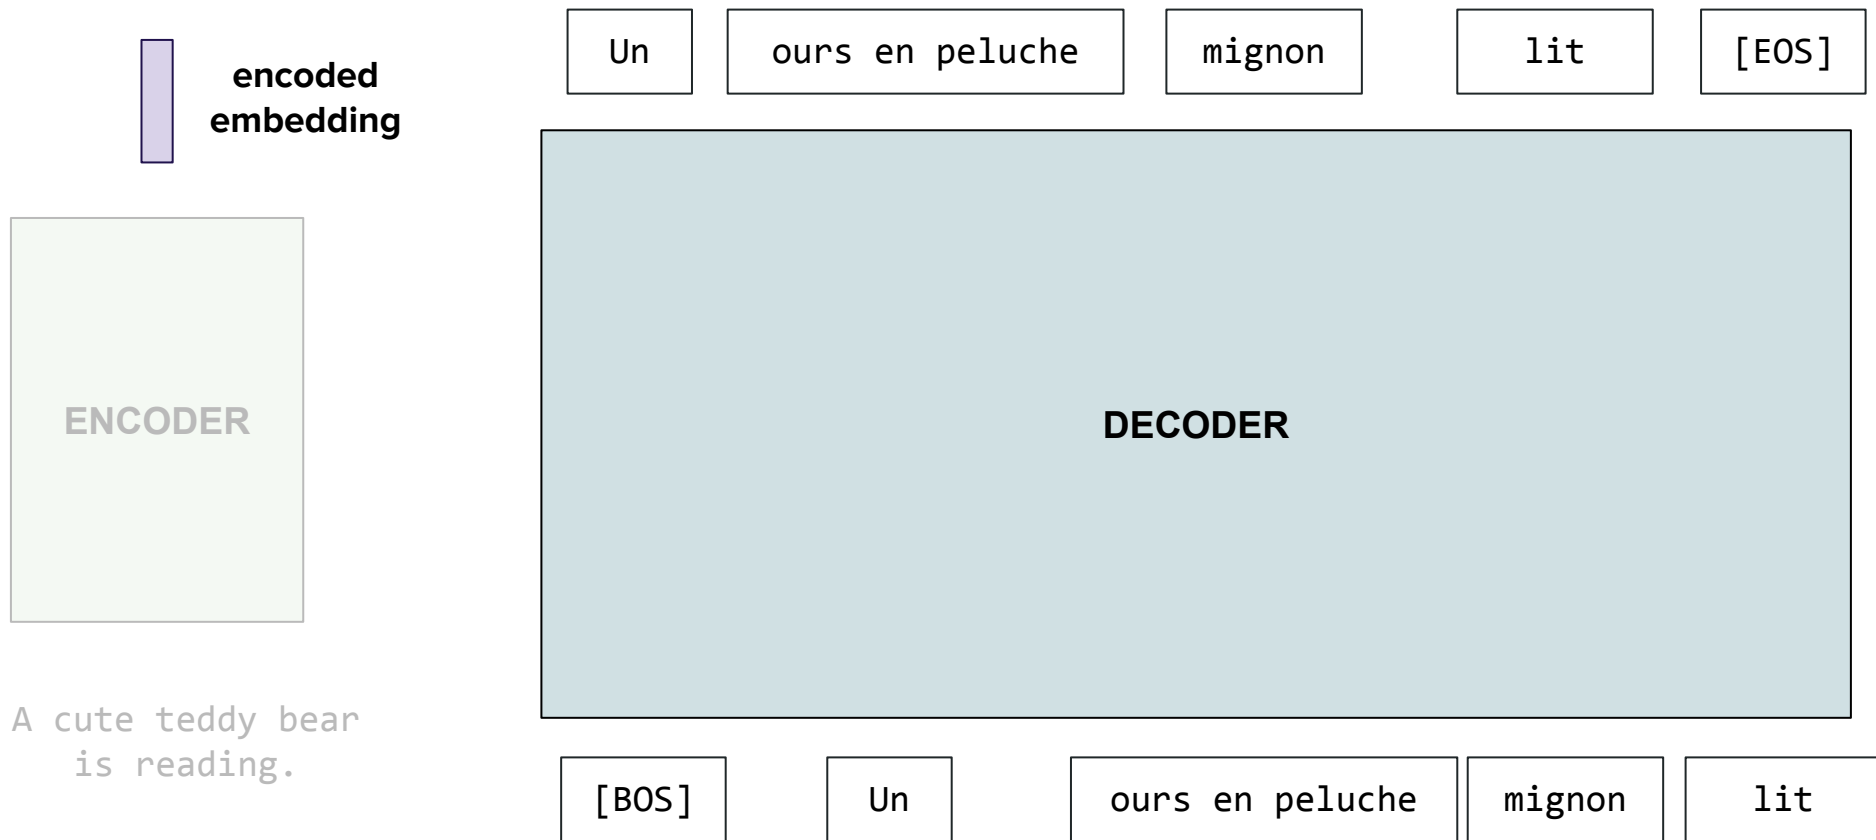 encoded
embedding
ENCODER
A cute teddy bear
is reading.
Un ours en peluche mignon lit [EOS]
DECODER
[BOS] Un ours en peluche mignon lit